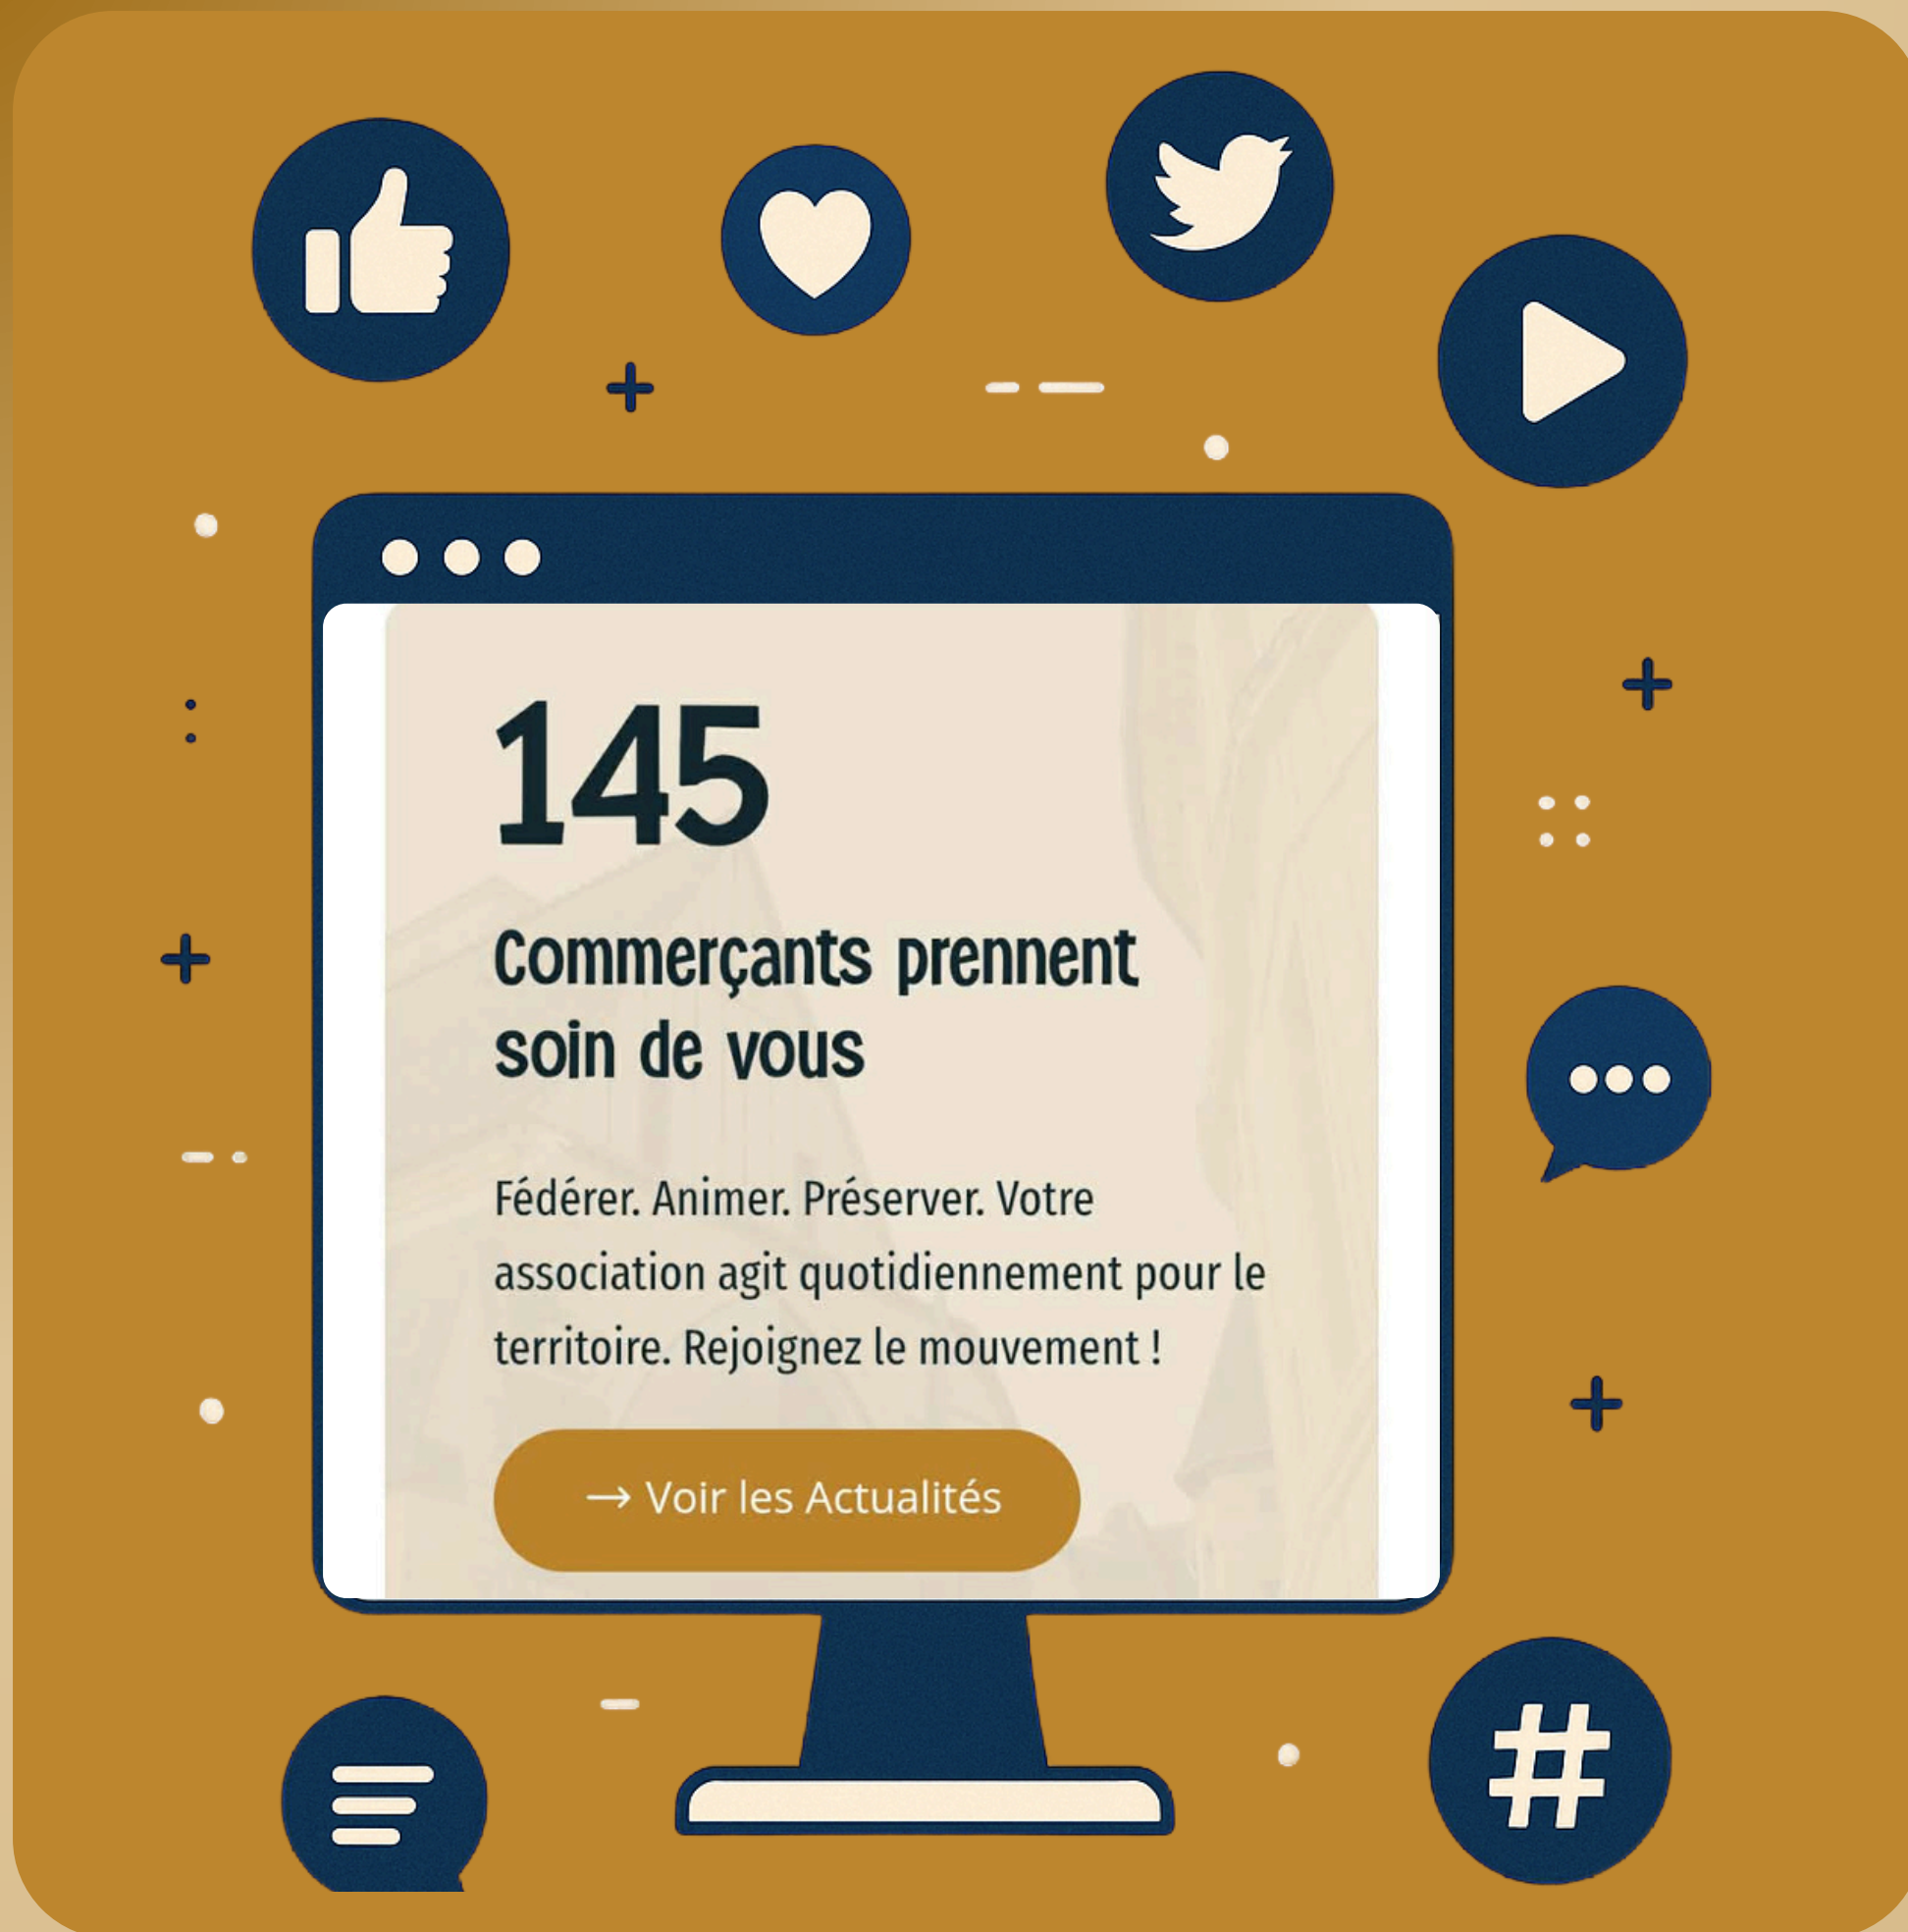 145
Commerçants prennent
soin de vous
Fédérer. Animer. Préserver. Votre
association agit quotidiennement pour le
territoire. Rejoignez le mouvement !
→ Voir les Actualités